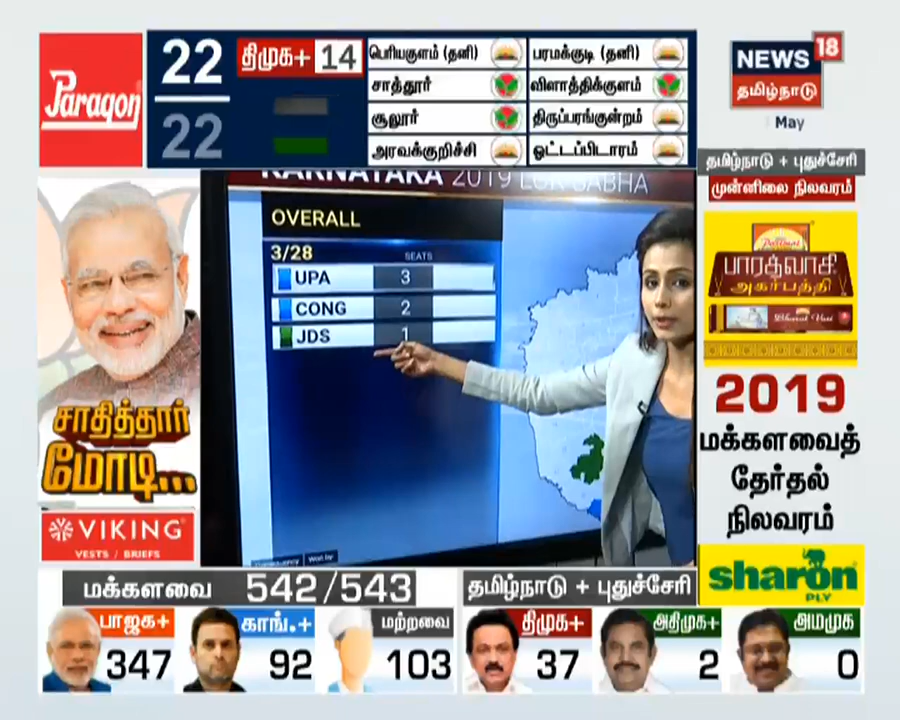 Paragon
22
22
திமுக+ 14
பெரியகுளம் (தனி)
சாத்தூர்
சூலூர்
அரவக்குறிச்சி
பரமக்குடி (தனி)
விளாத்திக்குளம்
திருப்பரங்குன்றம்
ஒட்டப்பிடாரம்
NEWS 18
தமிழ்நாடு
May
தமிழ்நாடு + புதுச்சேரி
முன்னிலை நிலவரம்
KARNATAKA 2019 LOK SABHA
OVERALL
3/28 SEATS
UPA 3
CONG 2
JDS 1
சாதித்தார்
மோடி...
VIKING
VESTS / BRIEFS
பாரத்வாசி
அகர்பத்தி
2019
மக்களவைத்
தேர்தல்
நிலவரம்
sharon
PLY
மக்களவை 542/543
பாஜக+ 347
காங்.+ 92
மற்றவை 103
தமிழ்நாடு + புதுச்சேரி
திமுக+ 37
அதிமுக+ 2
அமமுக 0